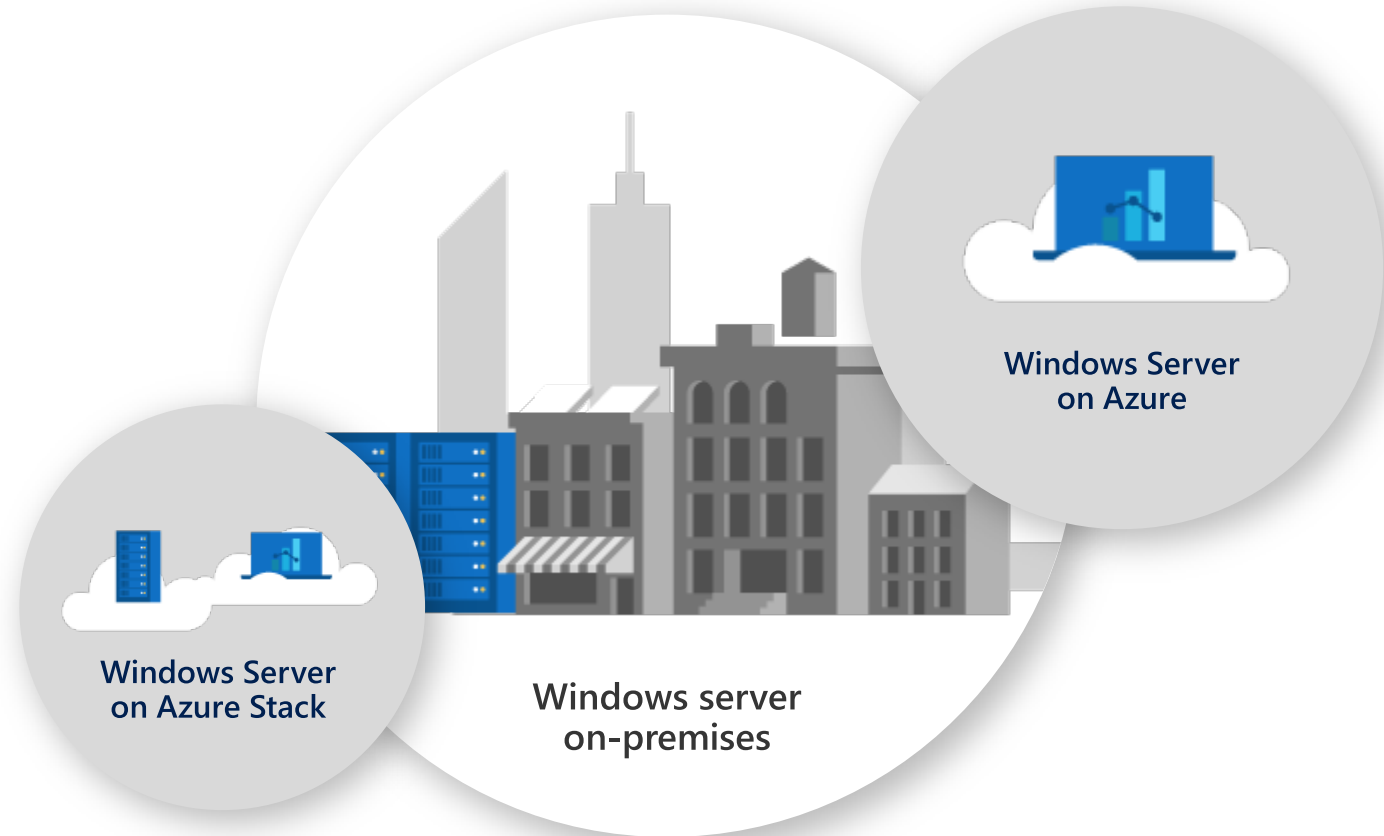 Windows Server
on Azure
Windows Server
on Azure Stack
Windows server
on-premises